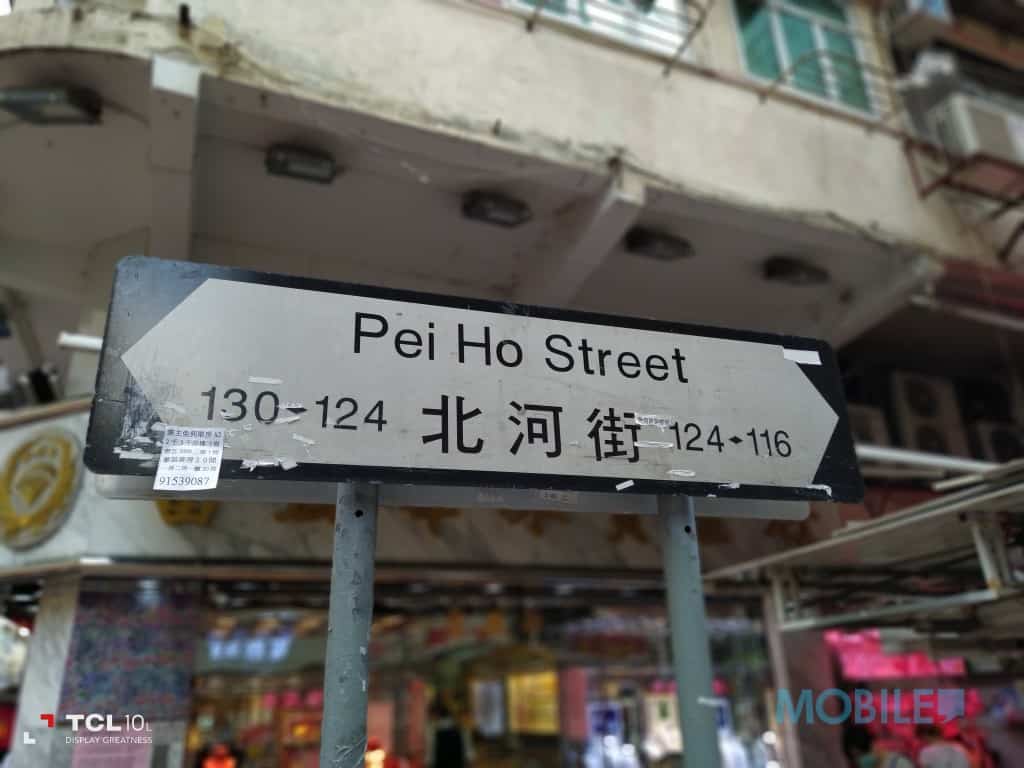 Pei Ho Street
130-124 北河街 124-116
91539087
TCL 10L
DISPLAY GREATNESS
MOBILE